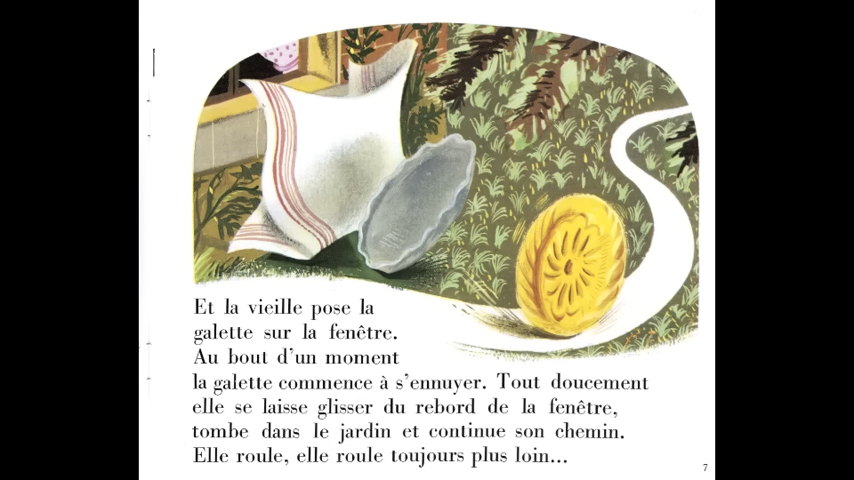 Et la vieille pose la
galette sur la fenêtre.
Au bout d'un moment
la galette commence à s'ennuyer. Tout doucement
elle se laisse glisser du rebord de la fenêtre,
tombe dans le jardin et continue son chemin.
Elle roule, elle roule toujours plus loin...
7